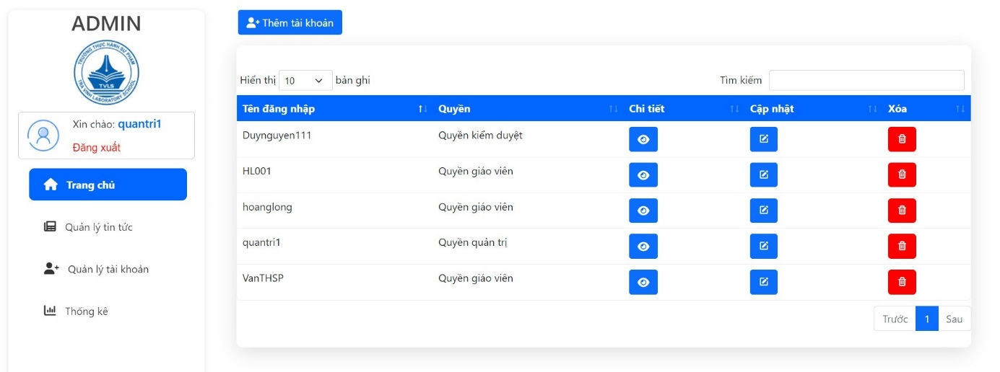 ADMIN
TRƯỜNG THỰC HÀNH SƯ PHẠM
TVLS
TRA VINH LABORATORY SCHOOL
Xin chào: quantri1
Đăng xuất
Trang chủ
Quản lý tin tức
Quản lý tài khoản
Thống kê
Thêm tài khoản
Hiển thị 10 bản ghi
Tìm kiếm
Tên đăng nhập Quyền Chi tiết Cập nhật Xóa
Duynguyen111 Quyền kiểm duyệt
HL001 Quyền giáo viên
hoanglong Quyền giáo viên
quantri1 Quyền quản trị
VanTHSP Quyền giáo viên
Trước 1 Sau